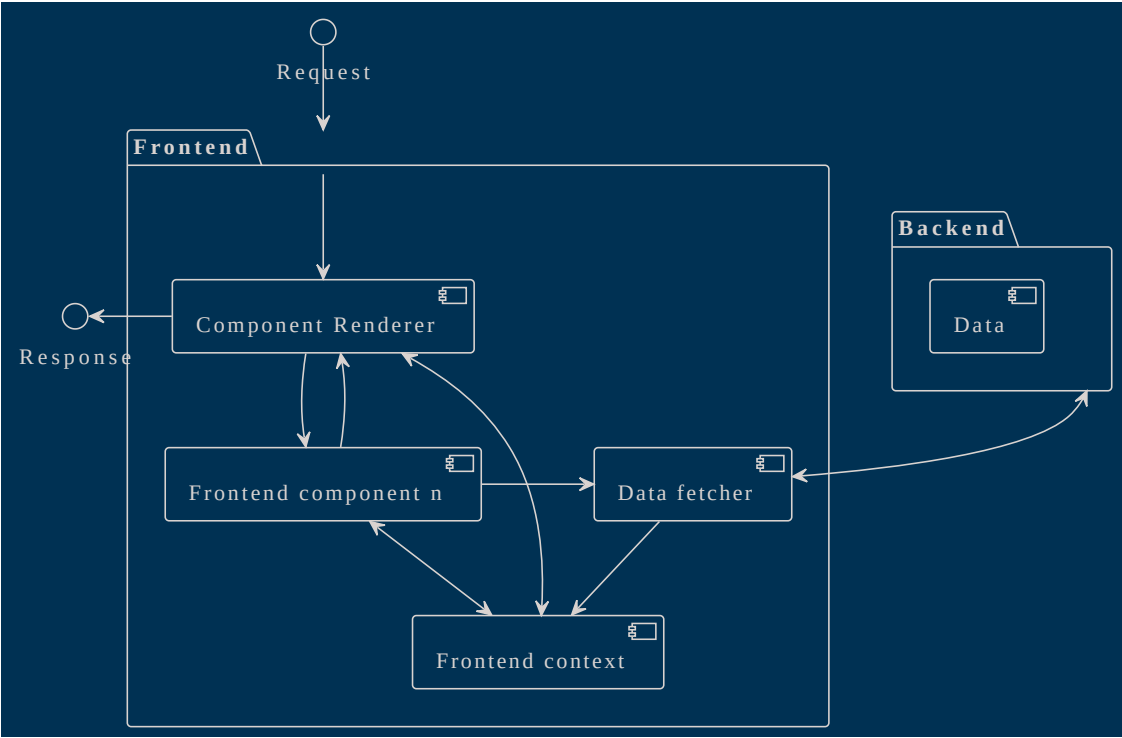 Request
Frontend
Backend
Component Renderer
Data
Response
Frontend component n
Data fetcher
Frontend context